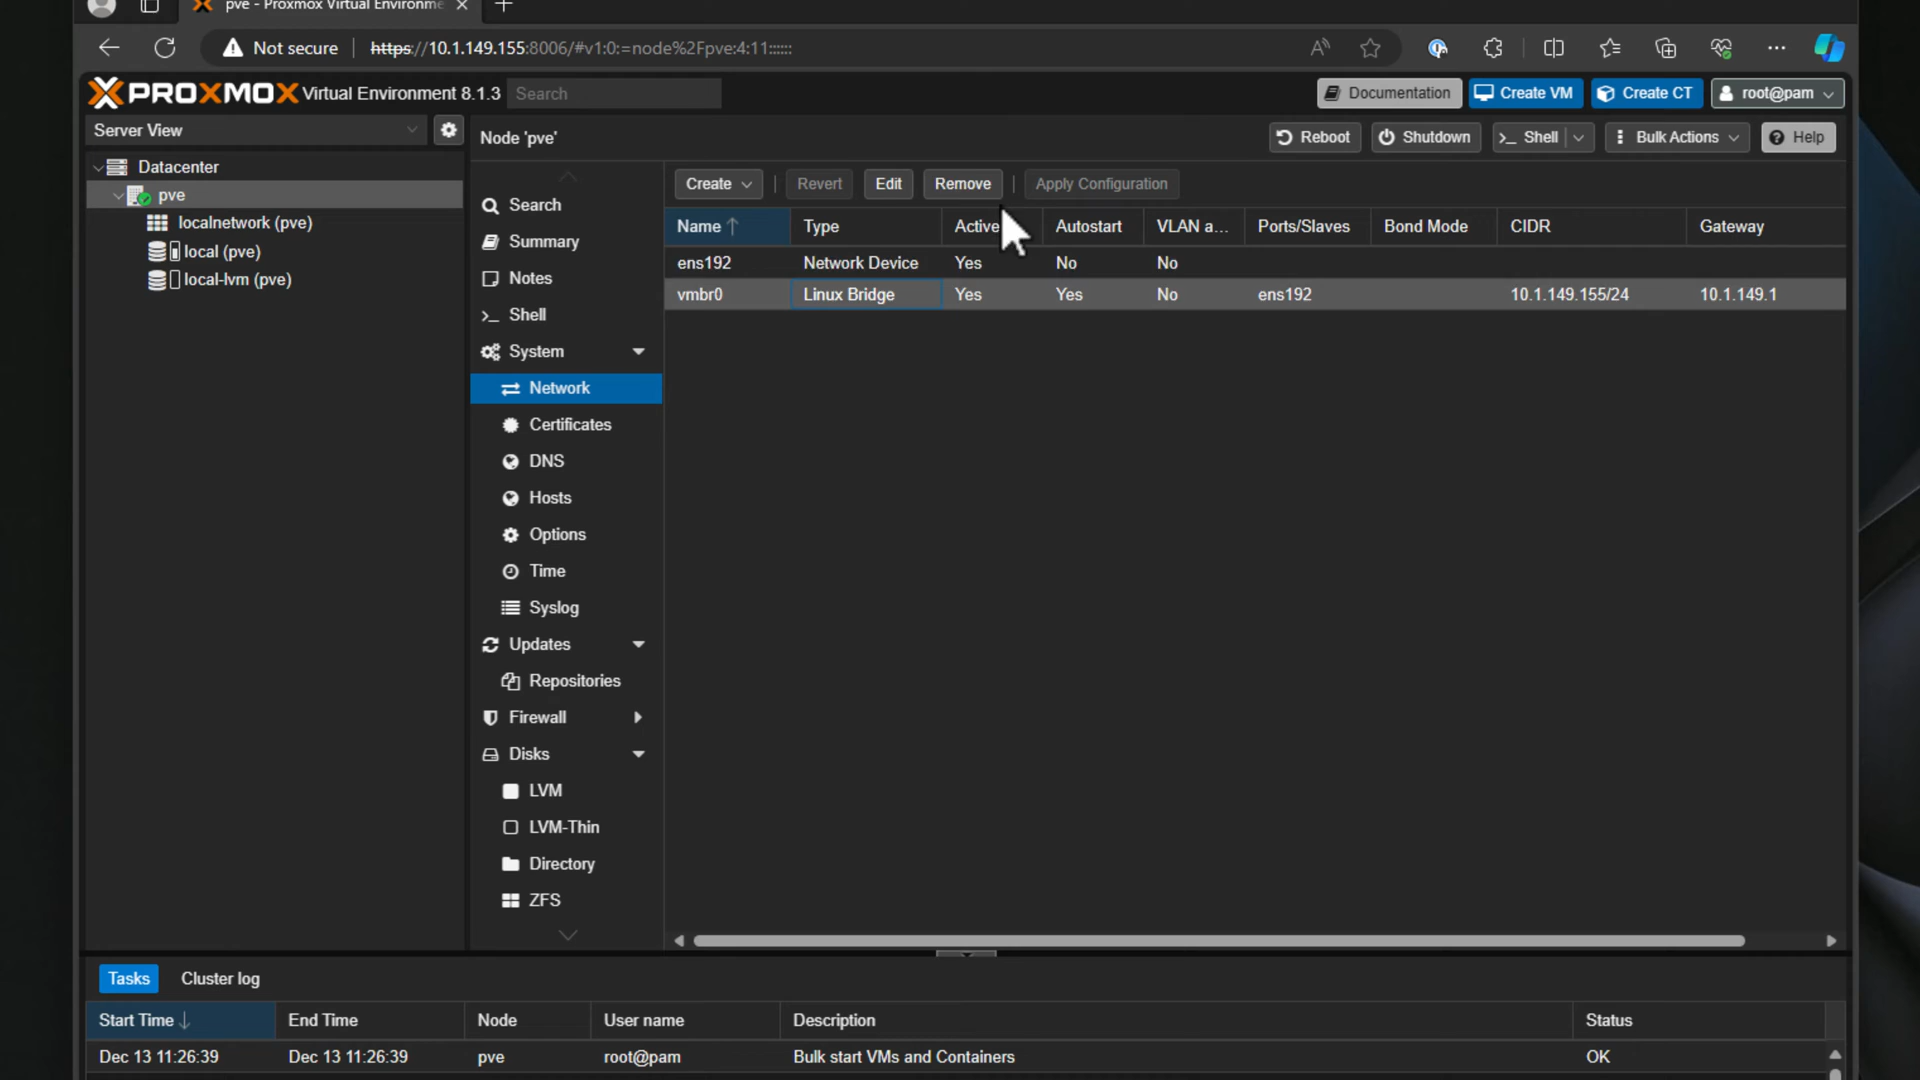 pve - Proxmox Virtual Environme
Not secure https://10.1.149.155:8006/#v1:0:=node%2Fpve:4:11::::::
PROXMOX Virtual Environment 8.1.3 Search Documentation Create VM Create CT root@pam
Server View
Node 'pve' Reboot Shutdown Shell Bulk Actions Help
Datacenter
pve
localnetwork (pve)
local (pve)
local-lvm (pve)
Search
Summary
Notes
Shell
System
Network
Certificates
DNS
Hosts
Options
Time
Syslog
Updates
Repositories
Firewall
Disks
LVM
LVM-Thin
Directory
ZFS
Create Revert Edit Remove Apply Configuration
Name Type Active Autostart VLAN a... Ports/Slaves Bond Mode CIDR Gateway
ens192 Network Device Yes No No
vmbr0 Linux Bridge Yes Yes No ens192 10.1.149.155/24 10.1.149.1
Tasks Cluster log
Start Time End Time Node User name Description Status
Dec 13 11:26:39 Dec 13 11:26:39 pve root@pam Bulk start VMs and Containers OK